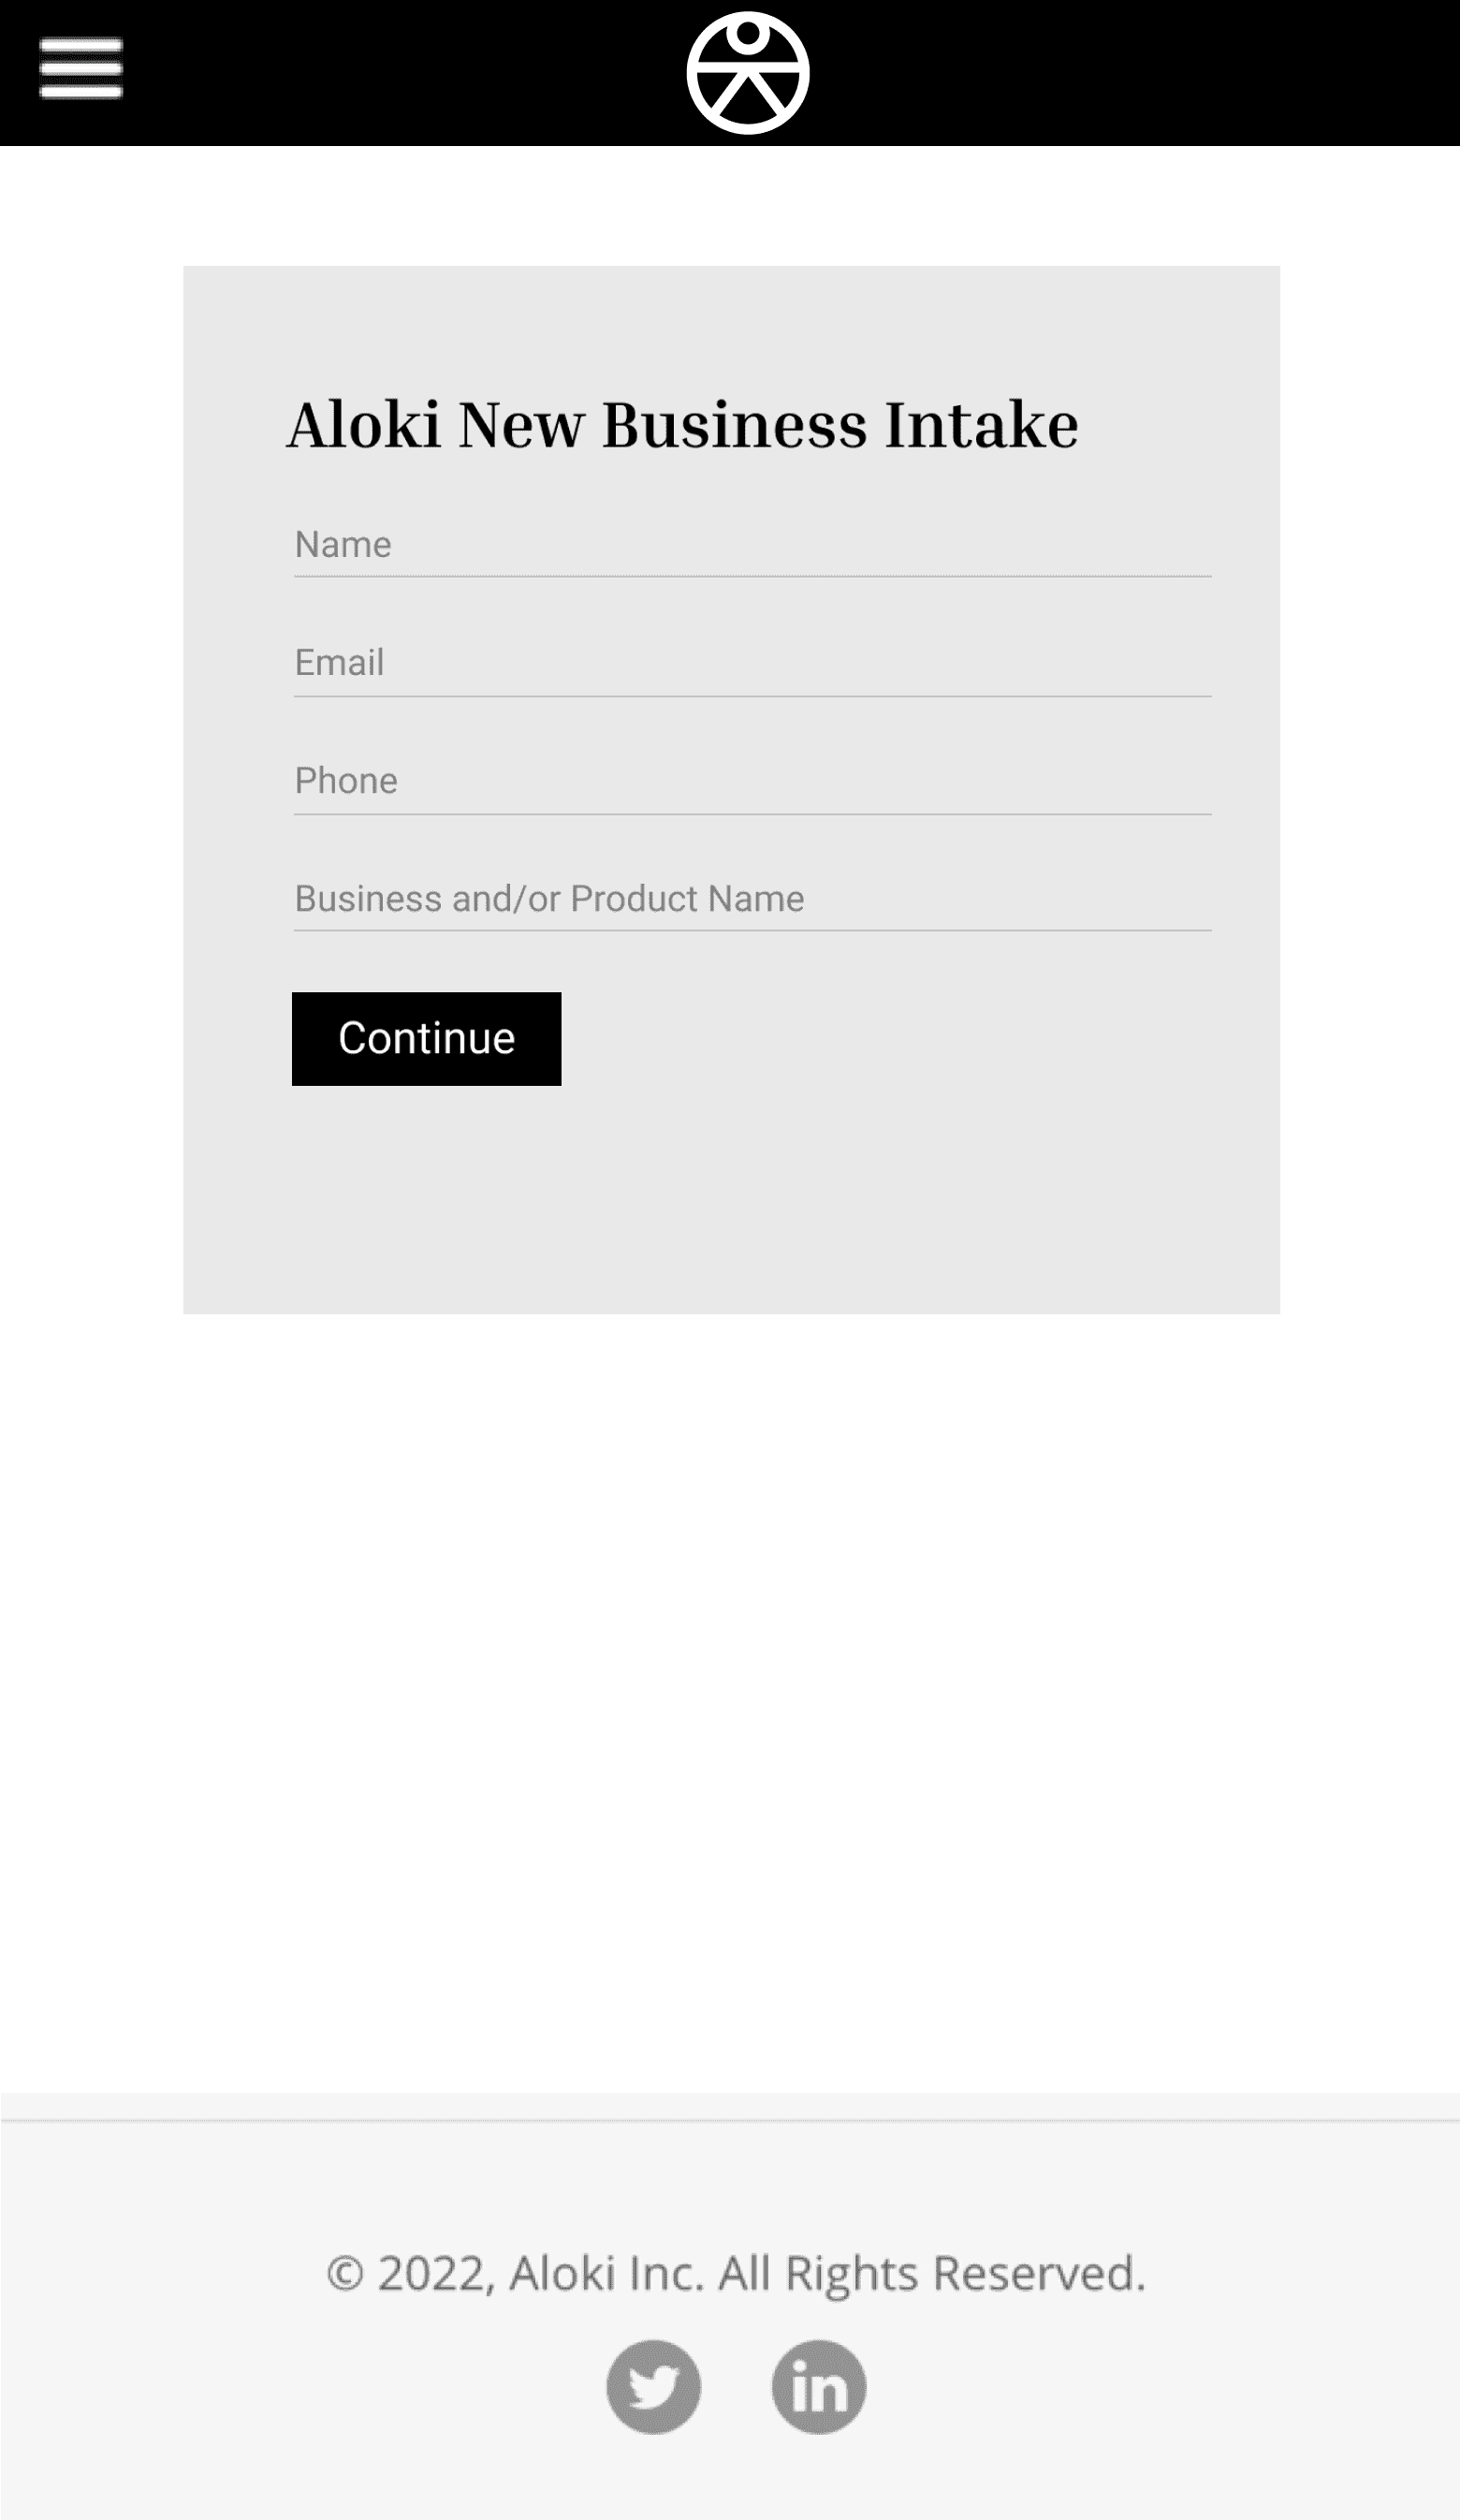 Aloki New Business Intake
Name
Email
Phone
Business and/or Product Name
Continue
© 2022, Aloki Inc. All Rights Reserved.
in